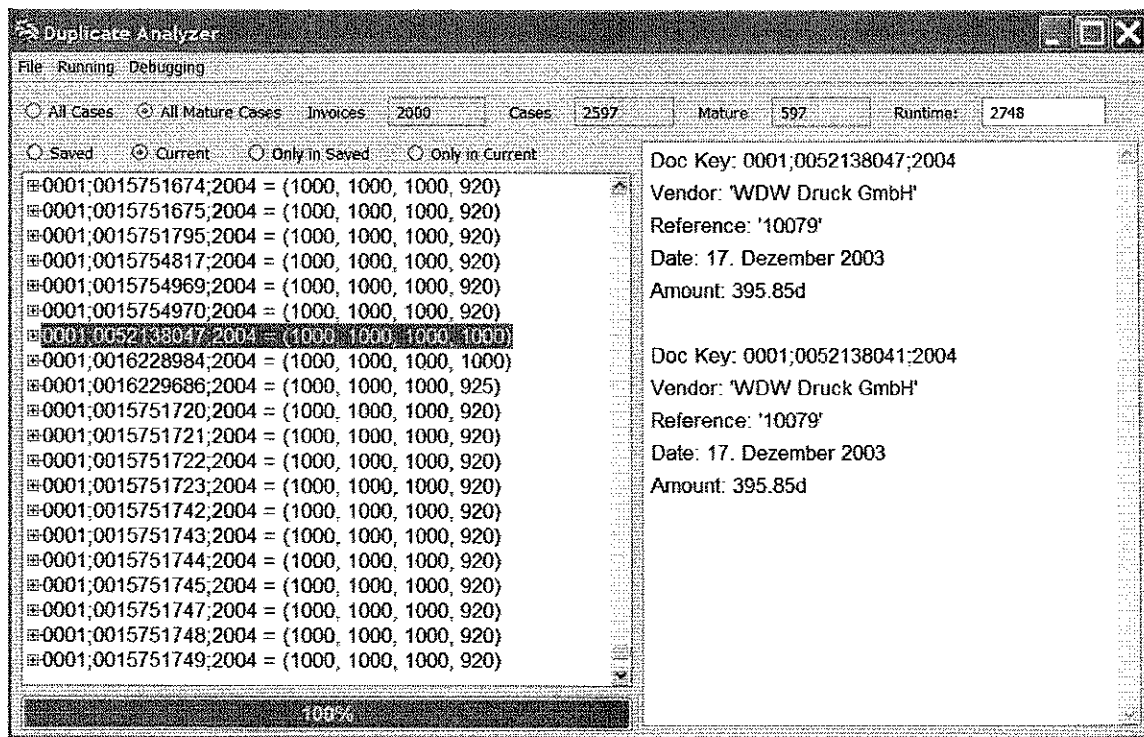 Duplicate Analyzer
File Running Debugging
All Cases All Mature Cases Invoices 2000 Cases 2597 Mature 597 Runtime: 2748
Saved Current Only in Saved Only in Current
0001;0015751674;2004 = (1000, 1000, 1000, 920)
0001;0015751675;2004 = (1000, 1000, 1000, 920)
0001;0015751795;2004 = (1000, 1000, 1000, 920)
0001;0015754817;2004 = (1000, 1000, 1000, 920)
0001;0015754969;2004 = (1000, 1000, 1000, 920)
0001;0015754970;2004 = (1000, 1000, 1000, 920)
0001;0052138047;2004 = (1000, 1000, 1000, 1000)
0001;0016228984;2004 = (1000, 1000, 1000, 1000)
0001;0016229686;2004 = (1000, 1000, 1000, 925)
0001;0015751720;2004 = (1000, 1000, 1000, 920)
0001;0015751721;2004 = (1000, 1000, 1000, 920)
0001;0015751722;2004 = (1000, 1000, 1000, 920)
0001;0015751723;2004 = (1000, 1000, 1000, 920)
0001;0015751742;2004 = (1000, 1000, 1000, 920)
0001;0015751743;2004 = (1000, 1000, 1000, 920)
0001;0015751744;2004 = (1000, 1000, 1000, 920)
0001;0015751745;2004 = (1000, 1000, 1000, 920)
0001;0015751747;2004 = (1000, 1000, 1000, 920)
0001;0015751748;2004 = (1000, 1000, 1000, 920)
0001;0015751749;2004 = (1000, 1000, 1000, 920)
100%
Doc Key: 0001;0052138047;2004
Vendor: 'WDW Druck GmbH'
Reference: '10079'
Date: 17. Dezember 2003
Amount: 395.85d
Doc Key: 0001;0052138041;2004
Vendor: 'WDW Druck GmbH'
Reference: '10079'
Date: 17. Dezember 2003
Amount: 395.85d